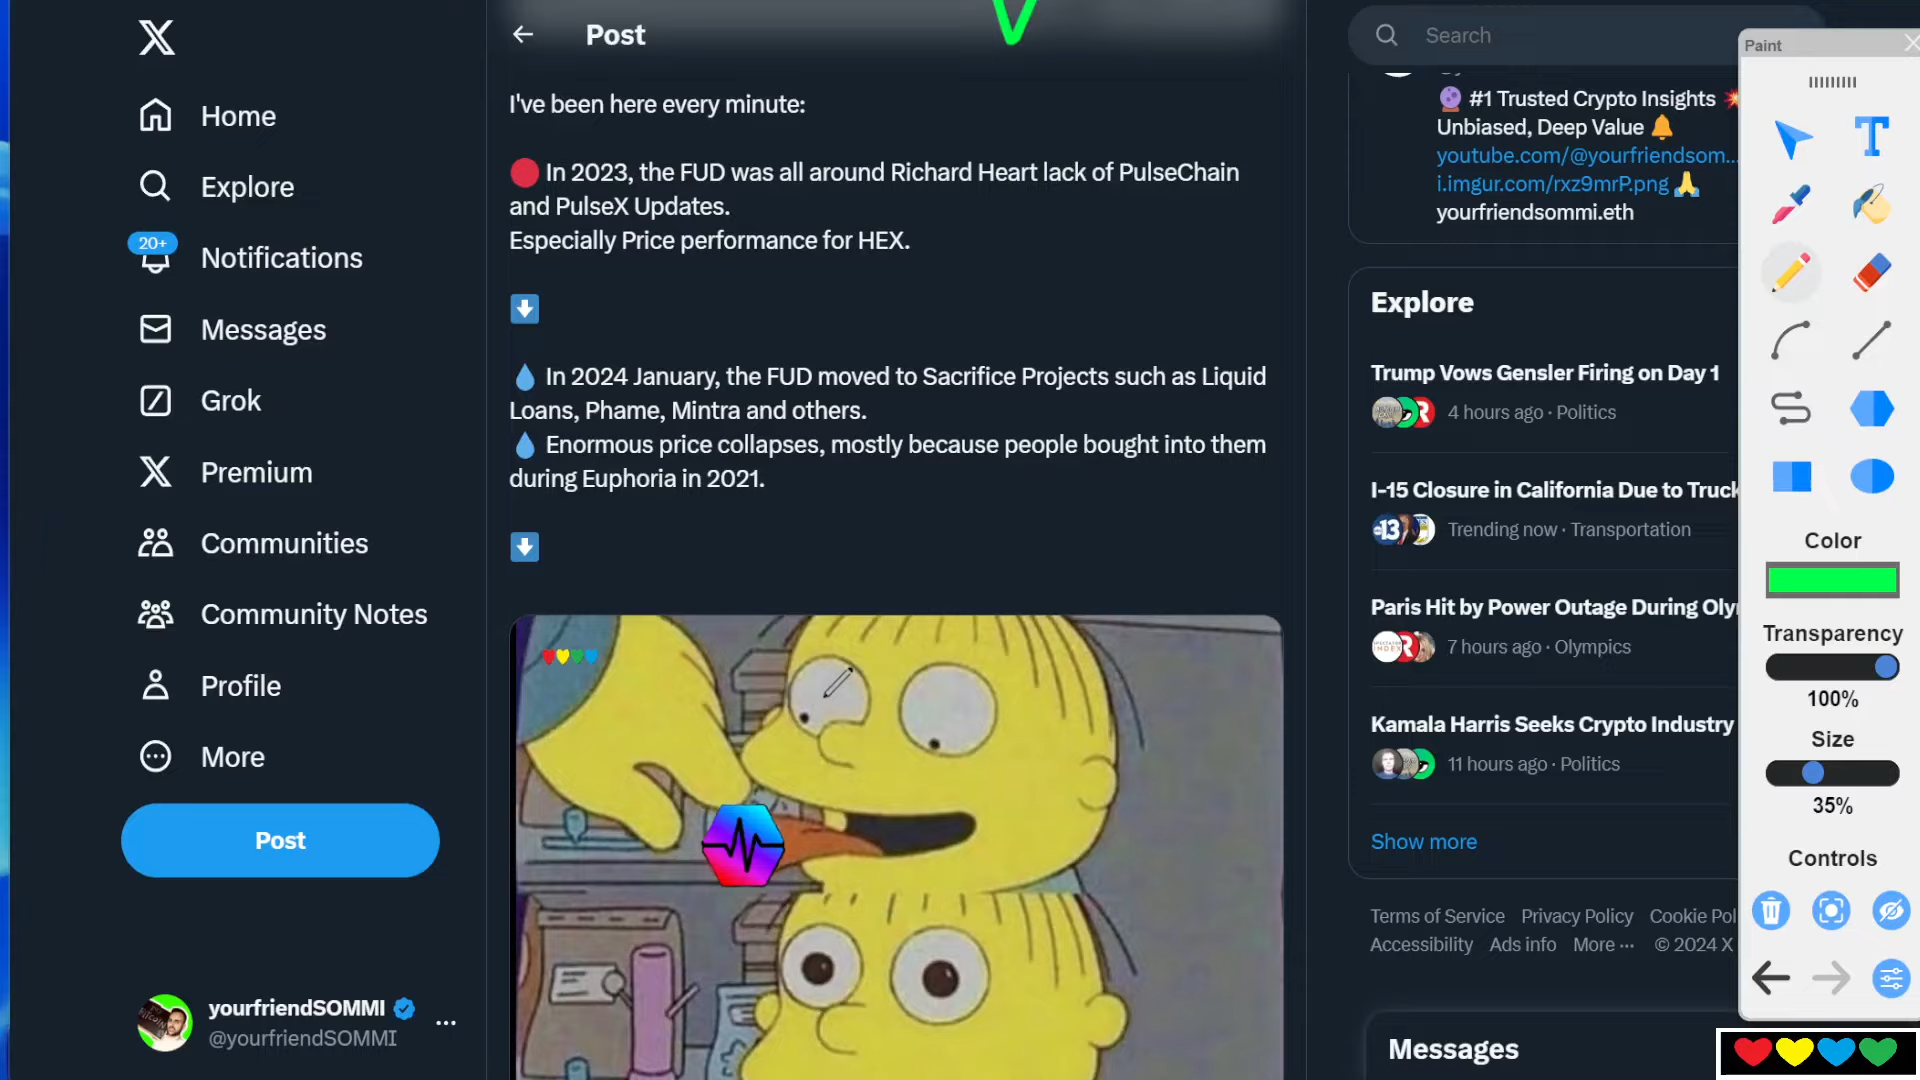 Home
Explore
20+
Notifications
Messages
Grok
Premium
Communities
Community Notes
Profile
More
Post
yourfriendSOMMI
@yourfriendSOMMI
Post
I've been here every minute:
🔴 In 2023, the FUD was all around Richard Heart lack of PulseChain
and PulseX Updates.
Especially Price performance for HEX.
⬇️
💧 In 2024 January, the FUD moved to Sacrifice Projects such as Liquid
Loans, Phame, Mintra and others.
💧 Enormous price collapses, mostly because people bought into them
during Euphoria in 2021.
⬇️
Search
🔮 #1 Trusted Crypto Insights 💥
Unbiased, Deep Value 🔔
youtube.com/@yourfriendsom...
i.imgur.com/rxz9mrP.png 🙏
yourfriendsommi.eth
Explore
Trump Vows Gensler Firing on Day 1
4 hours ago · Politics
I-15 Closure in California Due to Truck
Trending now · Transportation
Paris Hit by Power Outage During Oly
7 hours ago · Olympics
Kamala Harris Seeks Crypto Industry
11 hours ago · Politics
Show more
Terms of Service Privacy Policy Cookie Pol
Accessibility Ads info More ··· © 2024 X
Messages
Paint
Color
Transparency
100%
Size
35%
Controls